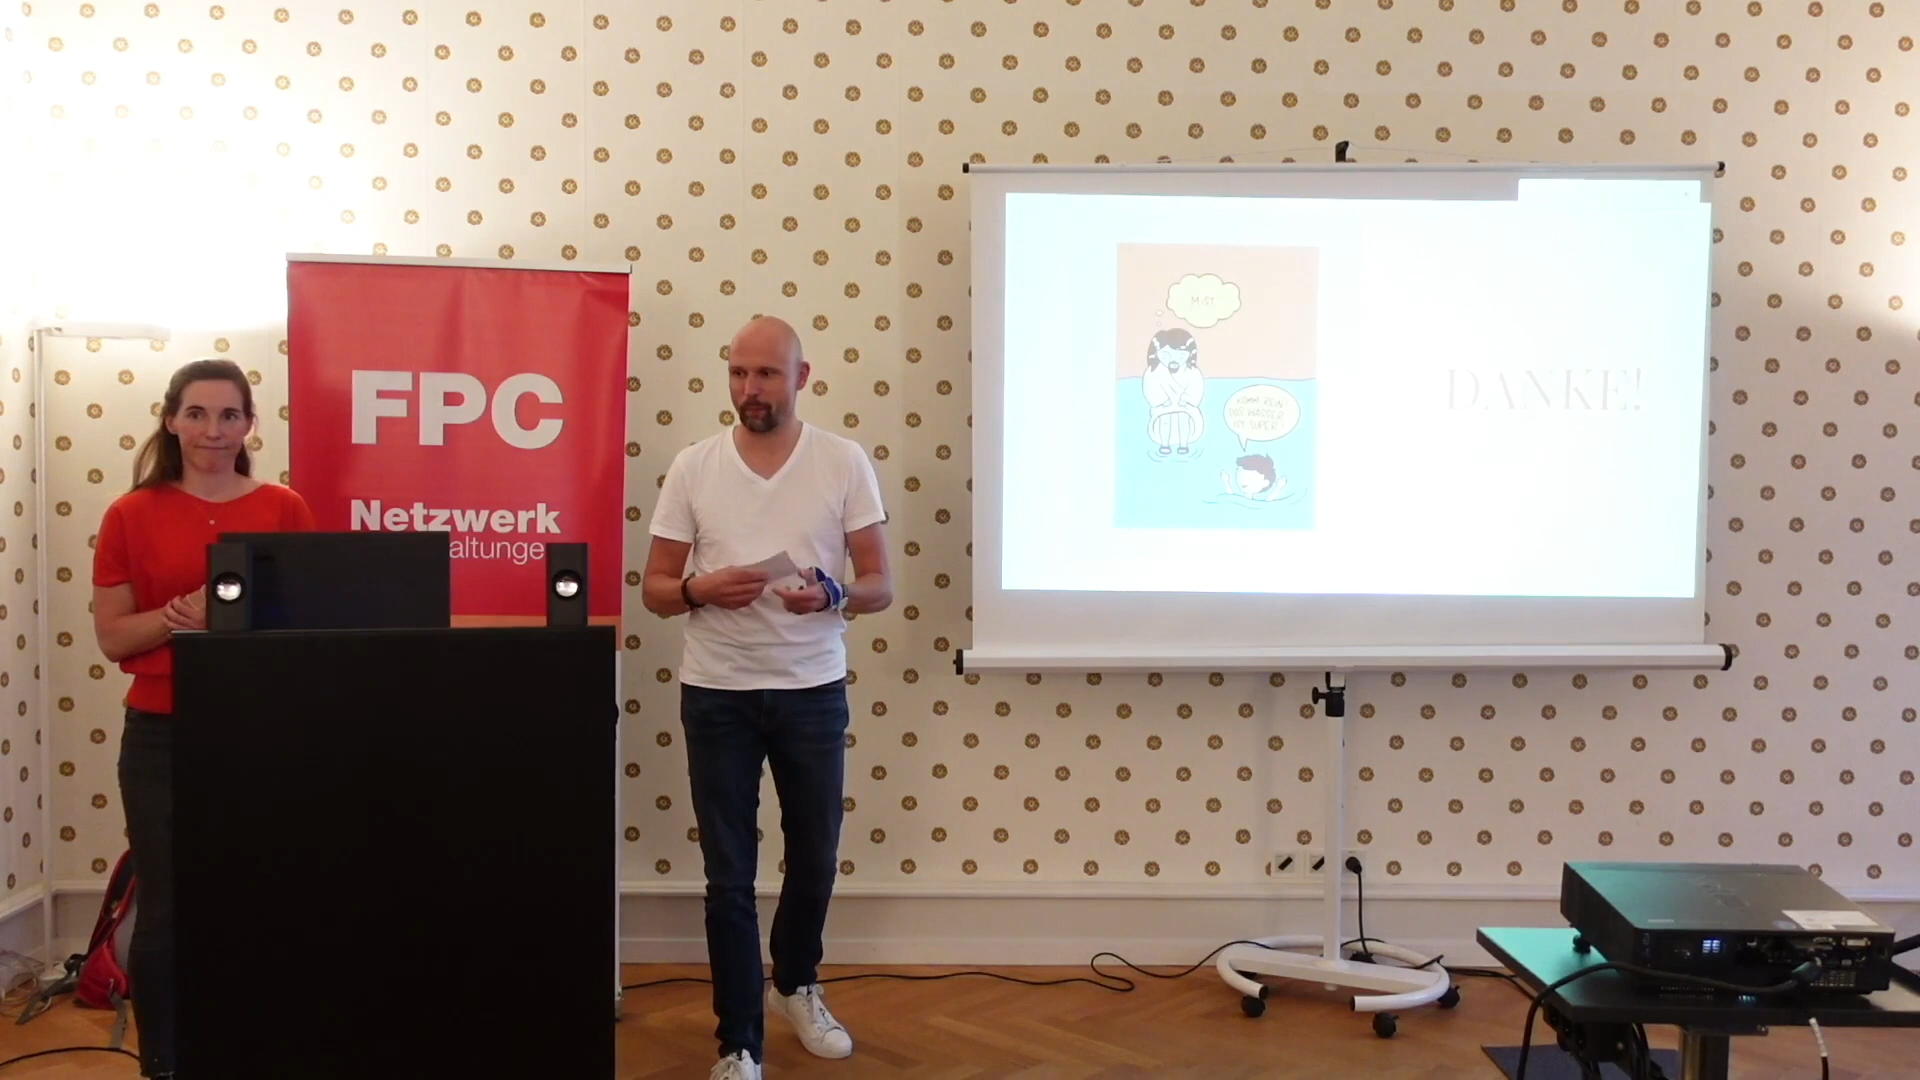 FPC
Netzwerk
altunge
MIST.
KOMM REIN
DAS WASSER
IST SUPER!
DANKE!